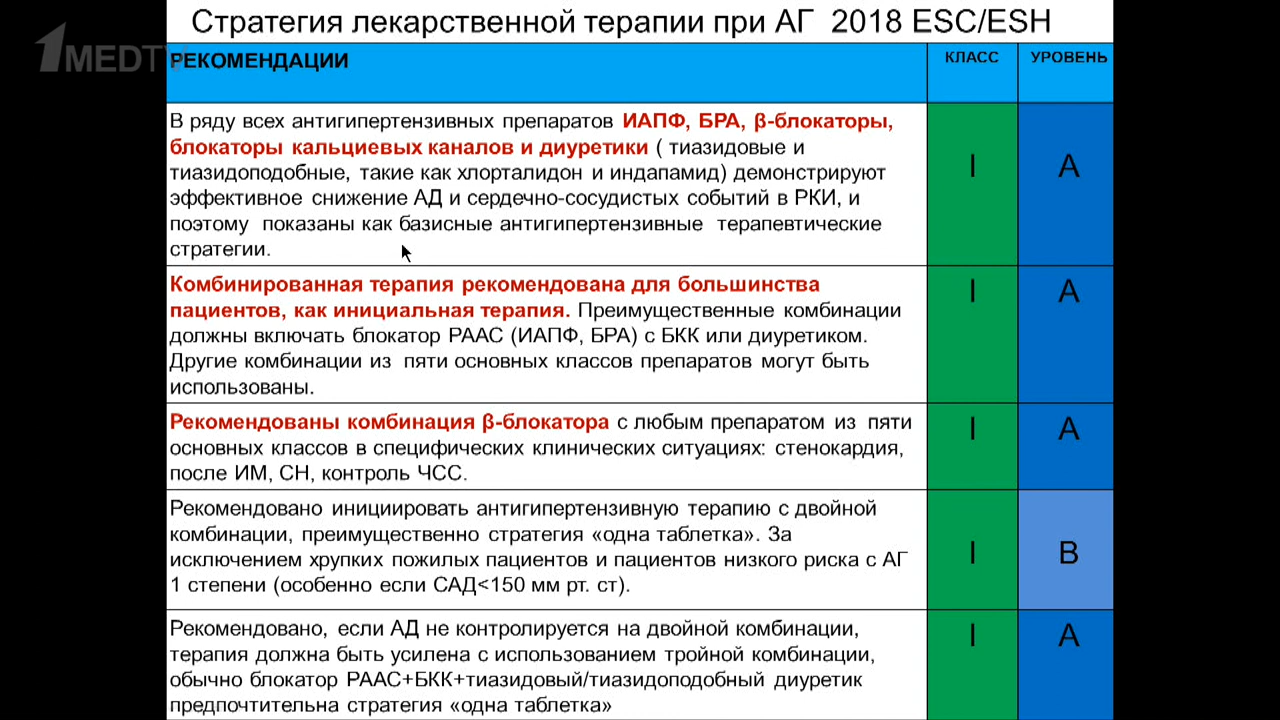 Стратегия лекарственной терапии при АГ 2018 ESC/ESH
1MEDTV
РЕКОМЕНДАЦИИ
КЛАСС
УРОВЕНЬ
В ряду всех антигипертензивных препаратов ИАПФ, БРА, β-блокаторы,
блокаторы кальциевых каналов и диуретики ( тиазидовые и
тиазидоподобные, такие как хлорталидон и индапамид) демонстрируют
эффективное снижение АД и сердечно-сосудистых событий в РКИ, и
поэтому показаны как базисные антигипертензивные терапевтические
стратегии.
I
A
Комбинированная терапия рекомендована для большинства
пациентов, как инициальная терапия. Преимущественные комбинации
должны включать блокатор РААС (ИАПФ, БРА) с БКК или диуретиком.
Другие комбинации из пяти основных классов препаратов могут быть
использованы.
I
A
Рекомендованы комбинация β-блокатора с любым препаратом из пяти
основных классов в специфических клинических ситуациях: стенокардия,
после ИМ, СН, контроль ЧСС.
I
A
Рекомендовано инициировать антигипертензивную терапию с двойной
комбинации, преимущественно стратегия «одна таблетка». За
исключением хрупких пожилых пациентов и пациентов низкого риска с АГ
1 степени (особенно если САД<150 мм рт. ст).
I
B
Рекомендовано, если АД не контролируется на двойной комбинации,
терапия должна быть усилена с использованием тройной комбинации,
обычно блокатор РААС+БКК+тиазовый/тиазидоподобный диуретик
предпочтительна стратегия «одна таблетка»
I
A